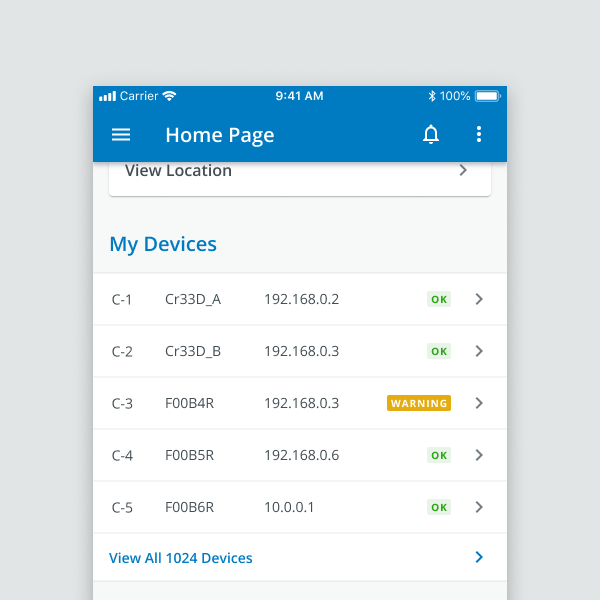 Carrier 9:41 AM 100%
Home Page
View Location
My Devices
C-1 Cr33D_A 192.168.0.2 OK
C-2 Cr33D_B 192.168.0.3 OK
C-3 F00B4R 192.168.0.3 WARNING
C-4 F00B5R 192.168.0.6 OK
C-5 F00B6R 10.0.0.1 OK
View All 1024 Devices